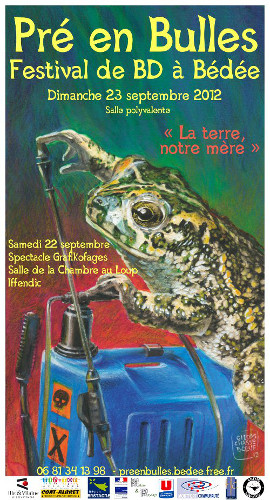 Pré en Bulles
Festival de BD à Bédée
Dimanche 23 septembre 2012
Salle polyvalente
« La terre,
notre mère »
Samedi 22 septembre
Spectacle Grafikofages
Salle de la Chambre au Loup
Iffendic
06 81 34 13 98 - preenbulles.bedee.free.fr